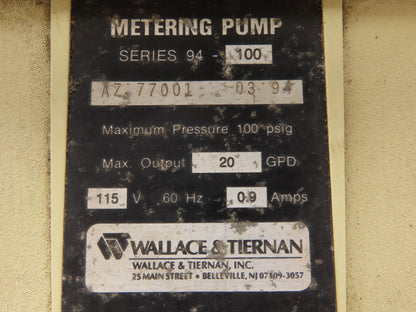 METERING PUMP
SERIES 94 - 100
AZ 77001 03 94
Maximum Pressure 100 psig
Max. Output 20 GPD
115 V 60 Hz 0.9 Amps
WALLACE & TIERNAN
WALLACE & TIERNAN, INC.
25 MAIN STREET • BELLEVILLE, NJ 07109-3057